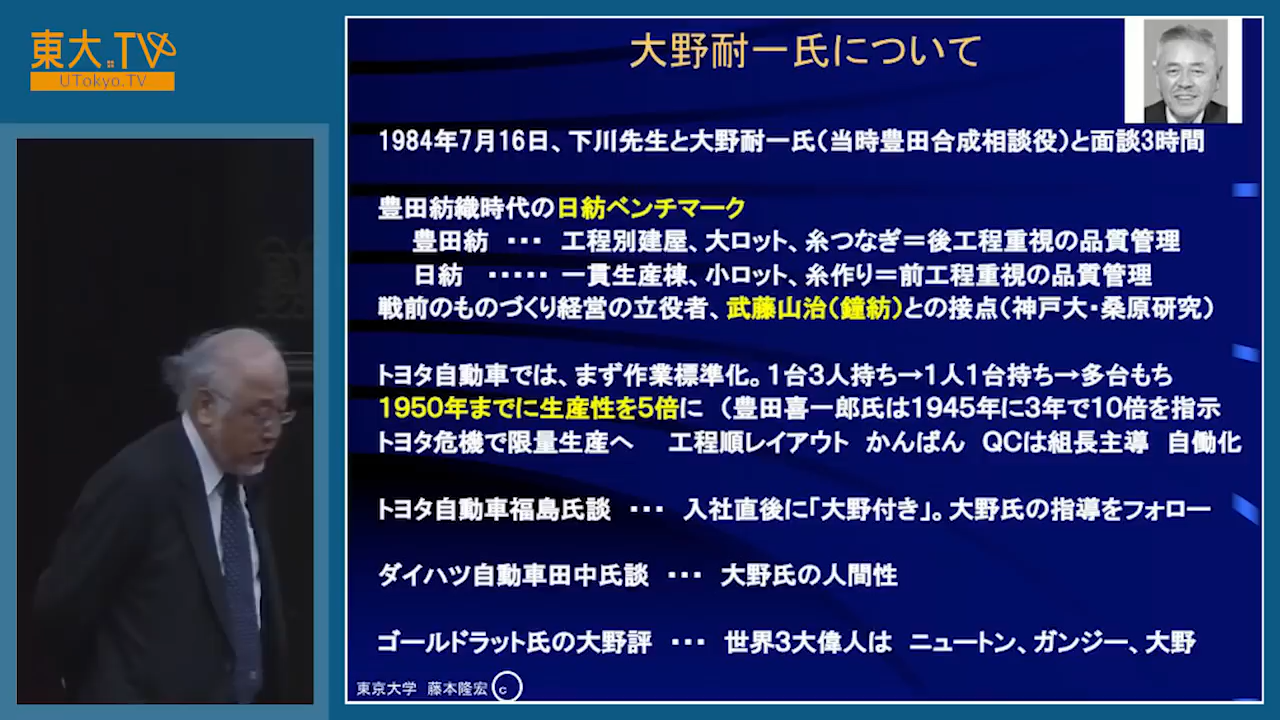 東大.TV
UTokyo.TV
大野耐一氏について
1984年7月16日、下川先生と大野耐一氏(当時豊田合成相談役)と面談3時間
豊田紡織時代の日紡ベンチマーク
豊田紡 ・・・ 工程別建屋、大ロット、糸つなぎ=後工程重視の品質管理
日紡 ・・・・・ 一貫生産棟、小ロット、糸作り=前工程重視の品質管理
戦前のものづくり経営の立役者、武藤山治(鐘紡)との接点(神戸大・桑原研究)
トヨタ自動車では、まず作業標準化。1台3人持ち→1人1台持ち→多台もち
1950年までに生産性を5倍に (豊田喜一郎氏は1945年に3年で10倍を指示
トヨタ危機で限量生産へ 工程順レイアウト かんばん QCは組長主導 自働化
トヨタ自動車福島氏談 ・・・ 入社直後に「大野付き」。大野氏の指導をフォロー
ダイハツ自動車田中氏談 ・・・ 大野氏の人間性
ゴールドラット氏の大野評 ・・・ 世界3大偉人は ニュートン、ガンジー、大野
東京大学 藤本隆宏 ©